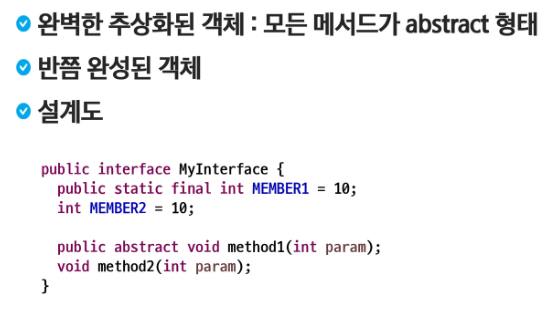 완벽한 추상화된 객체 : 모든 메서드가 abstract 형태
반쯤 완성된 객체
설계도
public interface MyInterface {
  public static final int MEMBER1 = 10;
  int MEMBER2 = 10;

  public abstract void method1(int param);
  void method2(int param);
}